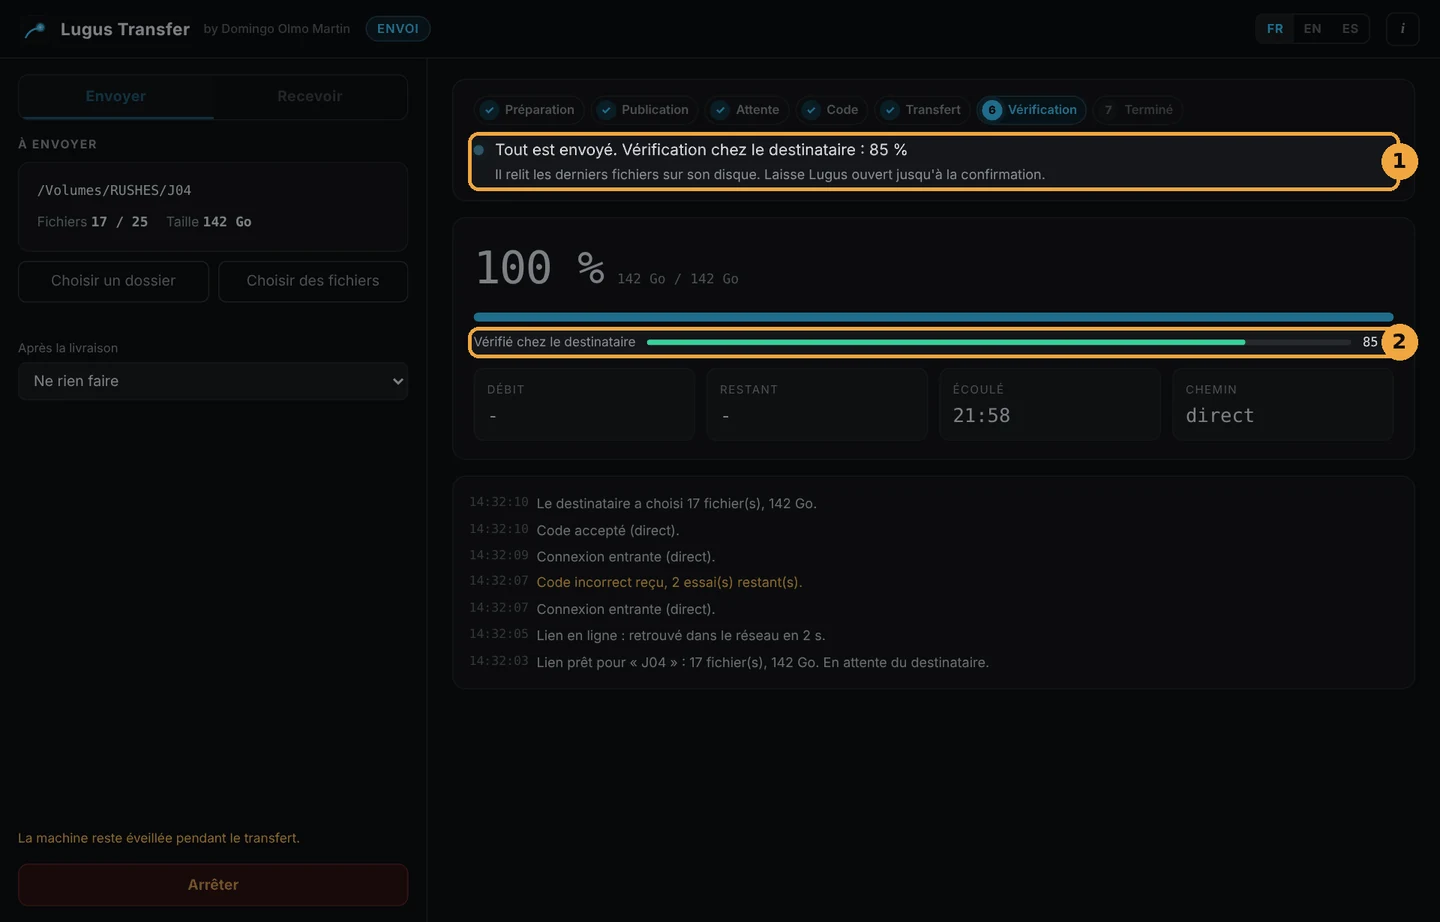 Lugus Transfer by Domingo Olmo Martin ENVOI
FR EN ES i
Envoyer Recevoir
À ENVOYER
/Volumes/RUSHES/J04
Fichiers 17 / 25 Taille 142 Go
Choisir un dossier Choisir des fichiers
Après la livraison
Ne rien faire
La machine reste éveillée pendant le transfert.
Arrêter
Préparation Publication Attente Code Transfert 6 Vérification 7 Terminé
Tout est envoyé. Vérification chez le destinataire : 85 %
Il relit les derniers fichiers sur son disque. Laisse Lugus ouvert jusqu'à la confirmation.
1
100 % 142 Go / 142 Go
Vérifié chez le destinataire 85
2
DÉBIT
-
RESTANT
-
ÉCOULÉ
21:58
CHEMIN
direct
14:32:10 Le destinataire a choisi 17 fichier(s), 142 Go.
14:32:10 Code accepté (direct).
14:32:09 Connexion entrante (direct).
14:32:07 Code incorrect reçu, 2 essai(s) restant(s).
14:32:07 Connexion entrante (direct).
14:32:05 Lien en ligne : retrouvé dans le réseau en 2 s.
14:32:03 Lien prêt pour « J04 » : 17 fichier(s), 142 Go. En attente du destinataire.